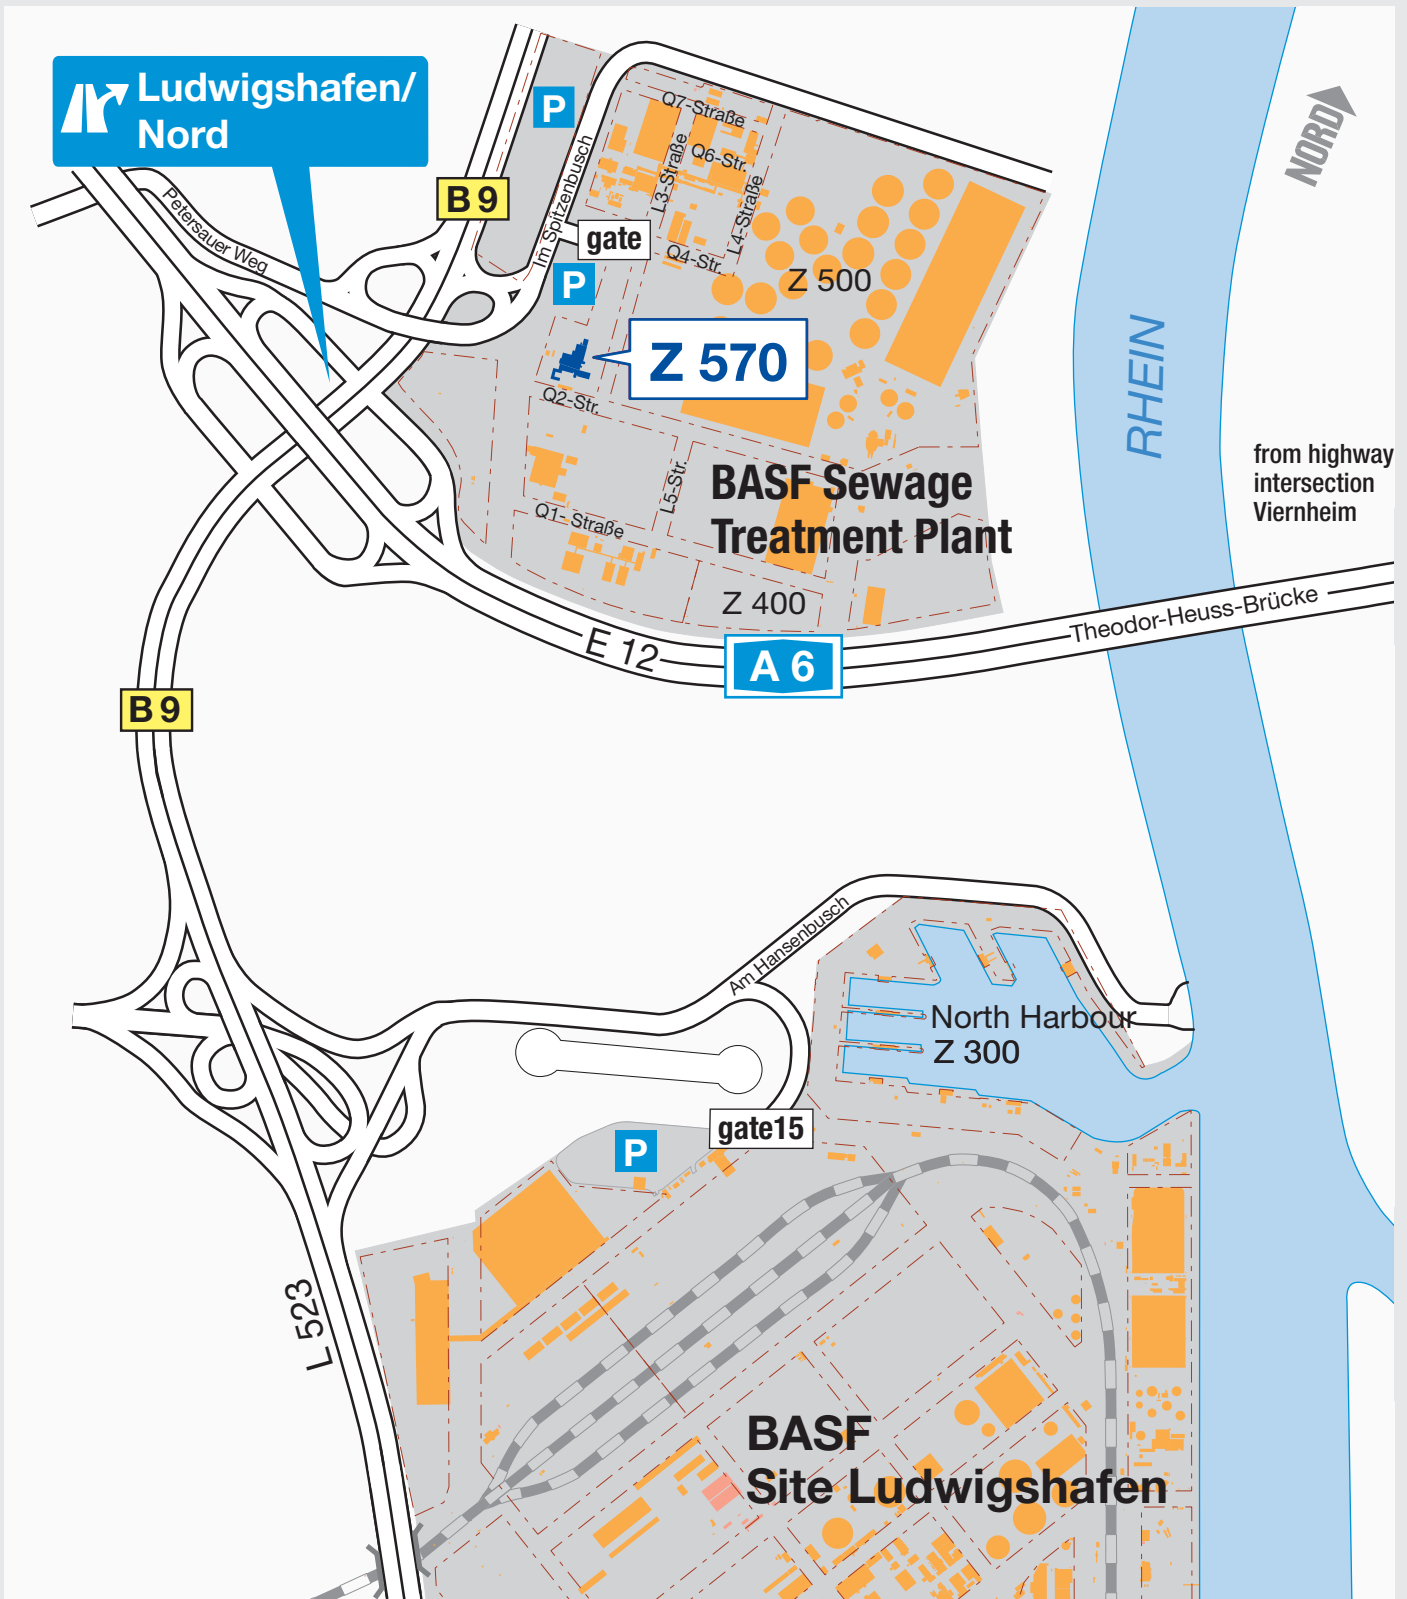 Ludwigshafen/
Nord
P
Q7-Straße
NORD
Q6-Str.
L3-Straße
Im Spitzenbusch
B 9
Petersauer Weg
L4-Straße
gate
Q4-Str.
P
Z 500
Z 570
RHEIN
Q2-Str.
from highway
intersection
Viernheim
BASF Sewage
Treatment Plant
L5-Str.
Q1- Straße
Z 400
Theodor-Heuss-Brücke
E 12
A 6
B 9
Am Hansenbusch
North Harbour
Z 300
gate15
P
L 523
BASF
Site Ludwigshafen